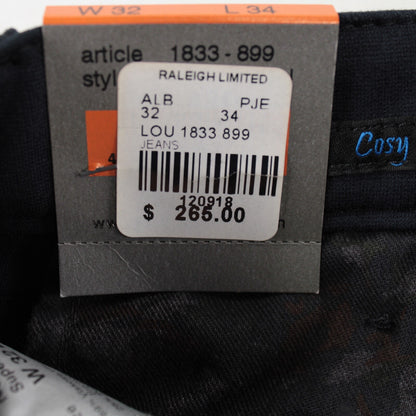 W 32 L 34
article 1833 - 899
RALEIGH LIMITED
ALB PJE
32 34
LOU 1833 899
JEANS
120918
$ 265.00
Cosy
W 32